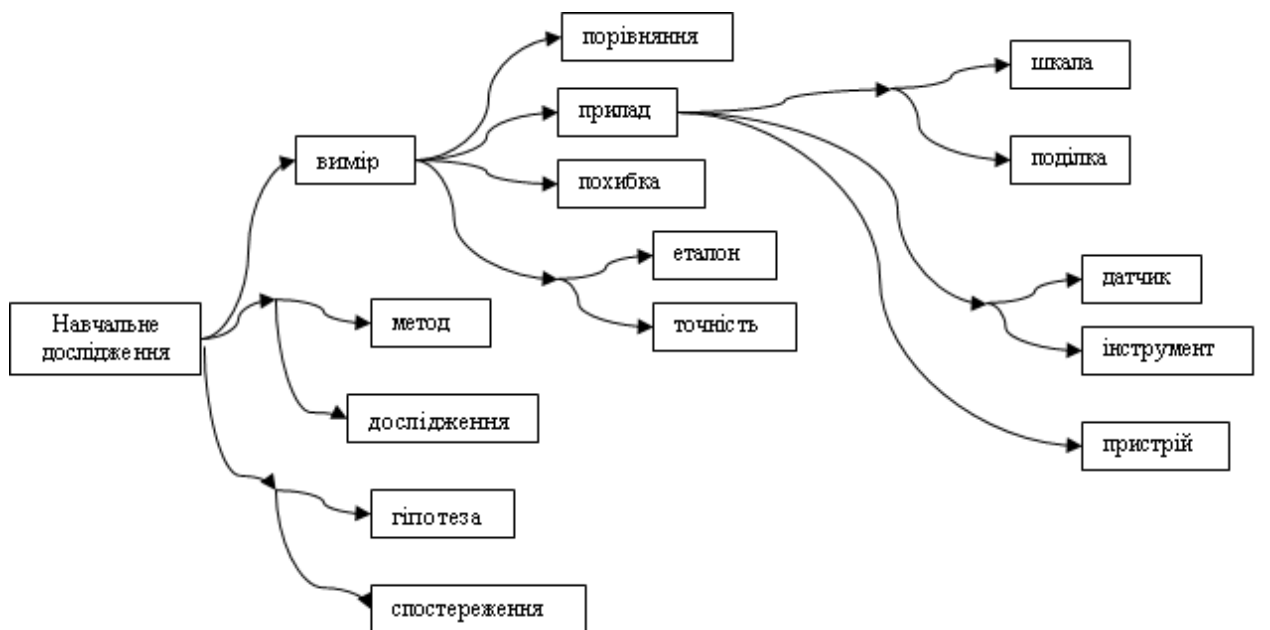 порівняння
шкала
прилад
вимір
поділка
похибка
еталон
датчик
Навчальне
дослідження
метод
точність
інструмент
дослідження
пристрій
гіпотеза
спостереження